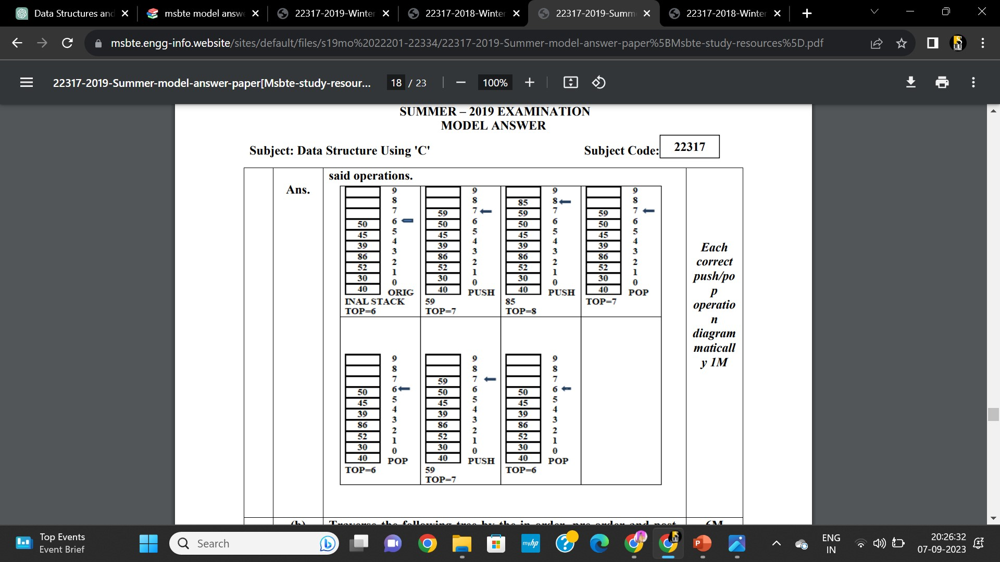 Data Structures and
msbte model answe
22317-2019-Winter
22317-2018-Winter
22317-2019-Summ
22317-2018-Winter
msbte.engg-info.website/sites/default/files/s19mo%2022201-22334/22317-2019-Summer-model-answer-paper%5BMsbte-study-resources%5D.pdf
22317-2019-Summer-model-answer-paper[Msbte-study-resour...
18 / 23
100%
SUMMER – 2019 EXAMINATION
MODEL ANSWER
Subject: Data Structure Using 'C'
Subject Code:
22317
said operations.
Ans.
9
8
7
50 6
45 5
39 4
86 3
52 2
30 1
40 0
ORIG
INAL STACK
TOP=6
9
8
59 7
50 6
45 5
39 4
86 3
52 2
30 1
40 0
PUSH
59
TOP=7
9
85 8
59 7
50 6
45 5
39 4
86 3
52 2
30 1
40 0
PUSH
85
TOP=8
9
8
59 7
50 6
45 5
39 4
86 3
52 2
30 1
40 0
POP
TOP=7
9
8
7
50 6
45 5
39 4
86 3
52 2
30 1
40 0
POP
TOP=6
9
8
59 7
50 6
45 5
39 4
86 3
52 2
30 1
40 0
PUSH
59
TOP=7
9
8
7
50 6
45 5
39 4
86 3
52 2
30 1
40 0
POP
TOP=6
Each
correct
push/po
p
operatio
n
diagram
maticall
y 1M
(b)
Traverse the following tree by the in-order, pre-order and post
6M
Top Events
Event Brief
Search
myhp
ENG
IN
20:26:32
07-09-2023